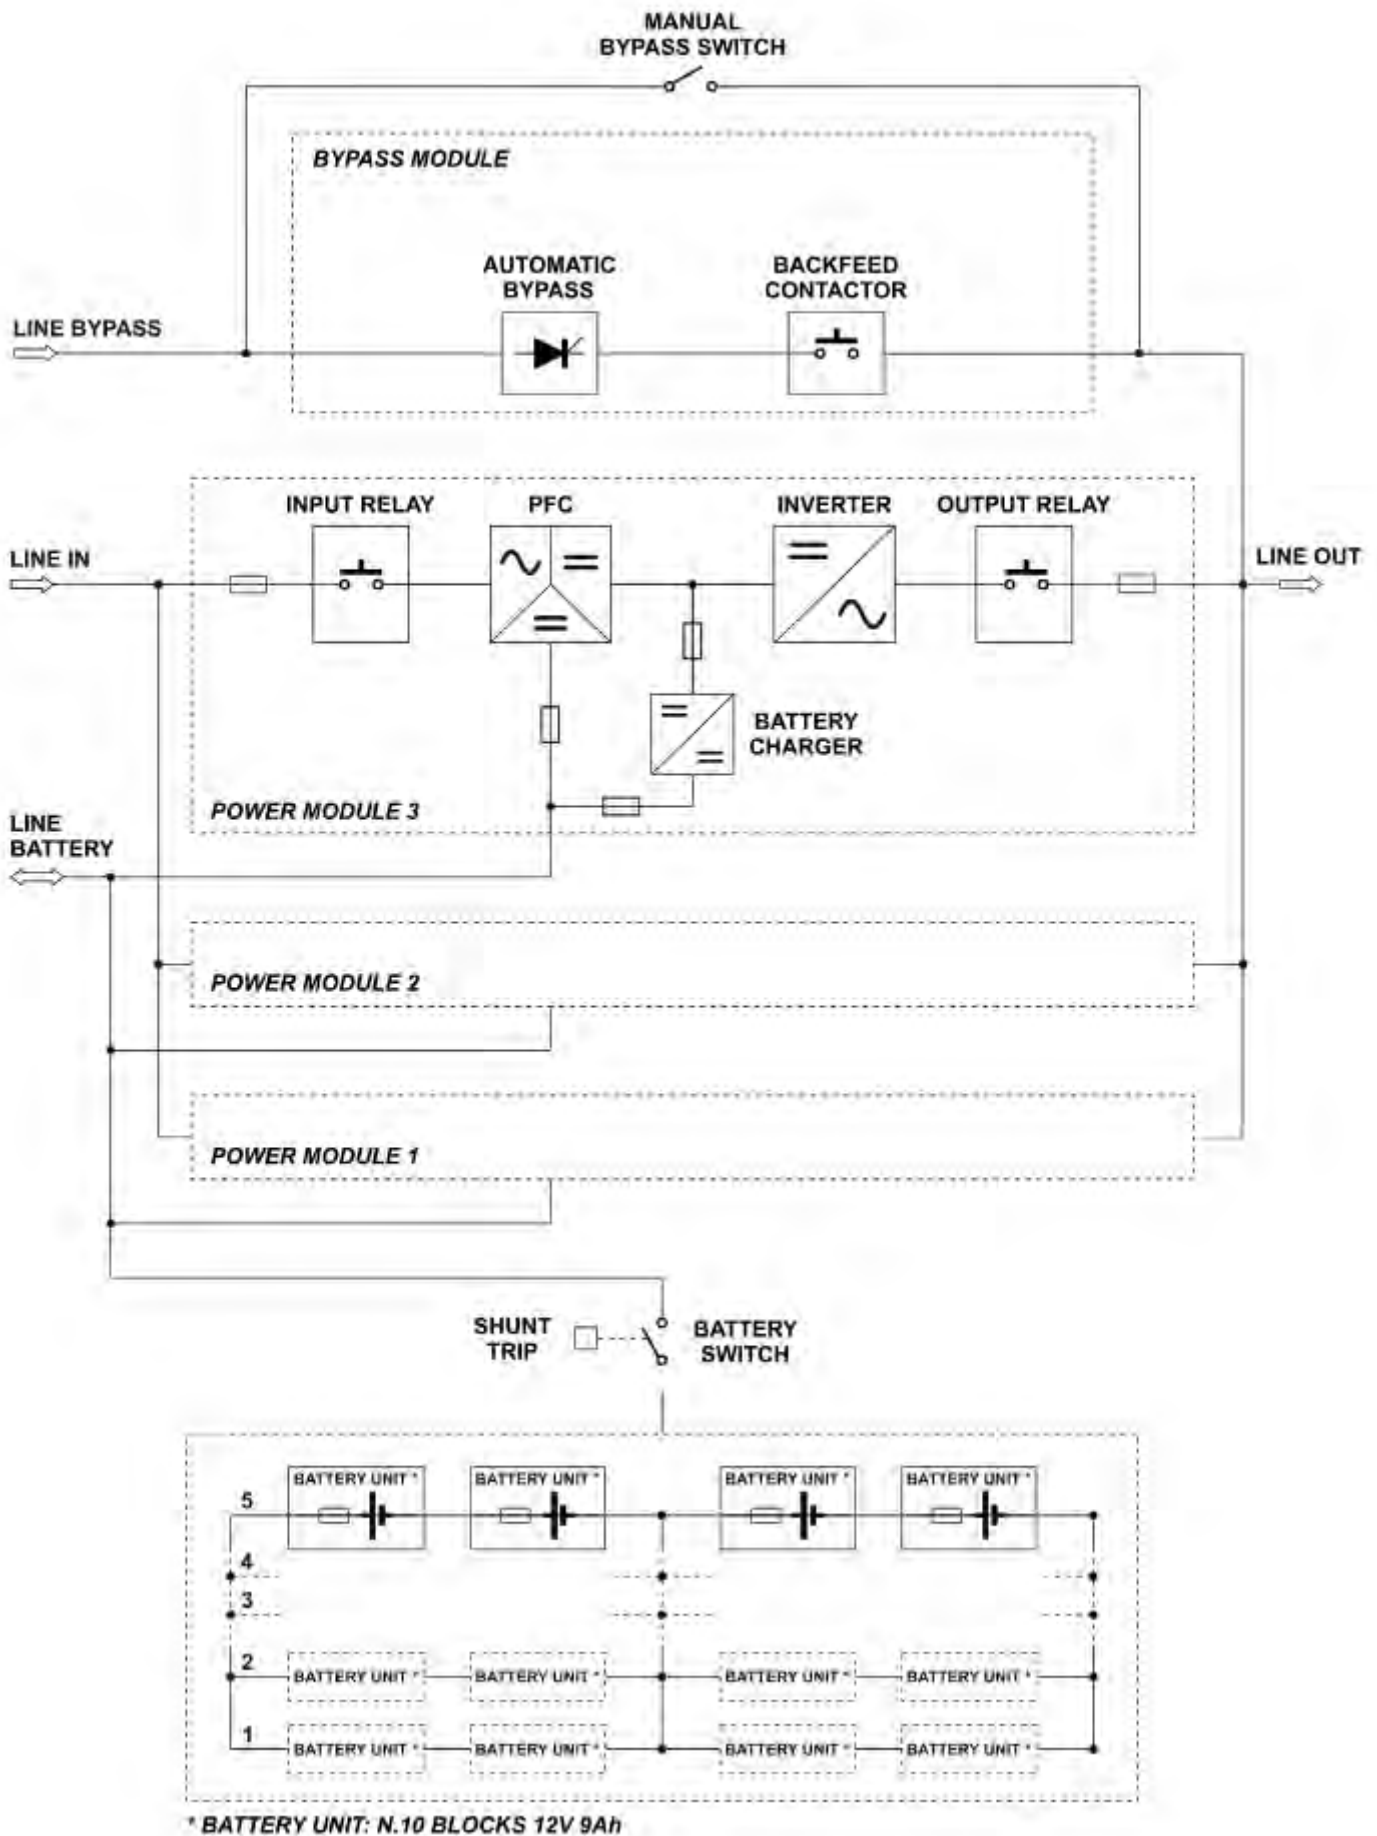 MANUAL
BYPASS SWITCH
BYPASS MODULE
AUTOMATIC
BYPASS
BACKFEED
CONTACTOR
LINE BYPASS
INPUT RELAY
PFC
INVERTER
OUTPUT RELAY
LINE IN
LINE OUT
BATTERY
CHARGER
POWER MODULE 3
LINE
BATTERY
POWER MODULE 2
POWER MODULE 1
SHUNT
TRIP
BATTERY
SWITCH
BATTERY UNIT *
BATTERY UNIT *
BATTERY UNIT *
BATTERY UNIT *
5
4
3
2
BATTERY UNIT *
BATTERY UNIT *
BATTERY UNIT *
BATTERY UNIT *
1
BATTERY UNIT *
BATTERY UNIT *
BATTERY UNIT *
BATTERY UNIT *
* BATTERY UNIT: N.10 BLOCKS 12V 9Ah